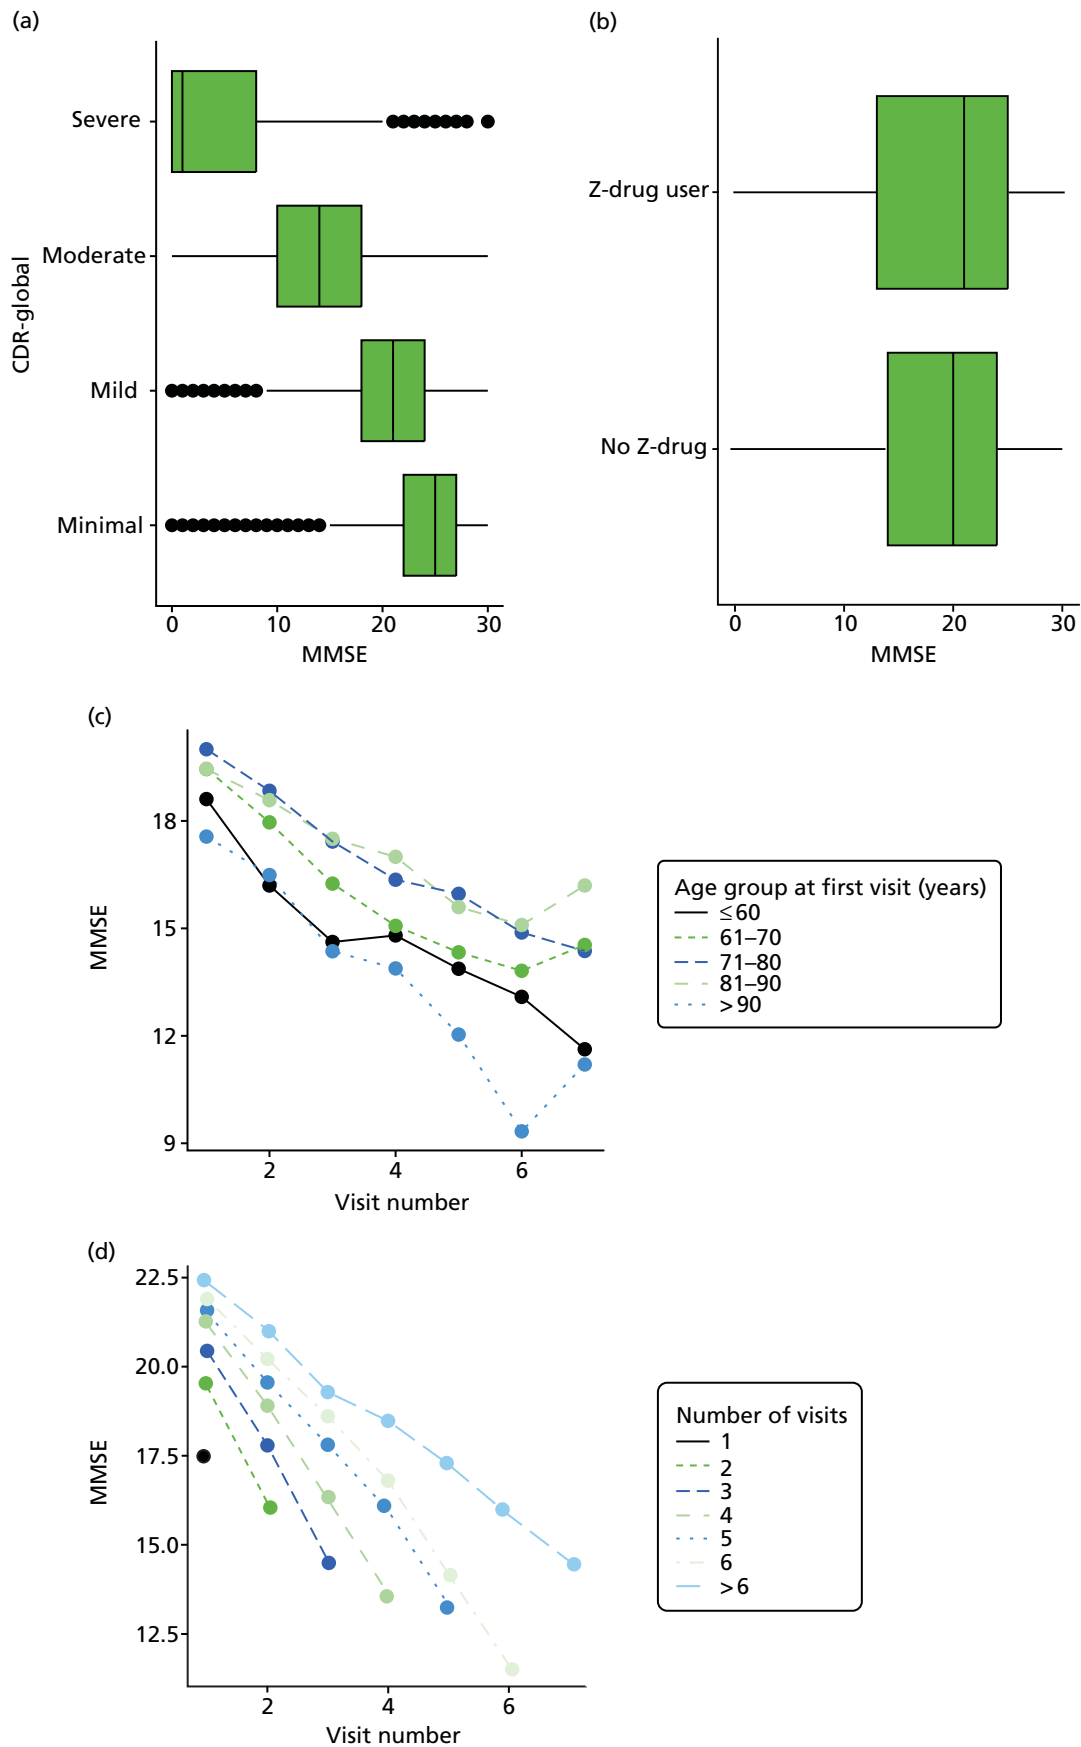 (a)
CDR-global
Severe
Moderate
Mild
Minimal
0 10 20 30
MMSE
(b)
Z-drug user
No Z-drug
0 10 20 30
MMSE
(c)
MMSE
18
15
12
9
2 4 6
Visit number
Age group at first visit (years)
≤60
61–70
71–80
81–90
>90
(d)
MMSE
22.5
20.0
17.5
15.0
12.5
2 4 6
Visit number
Number of visits
1
2
3
4
5
6
>6